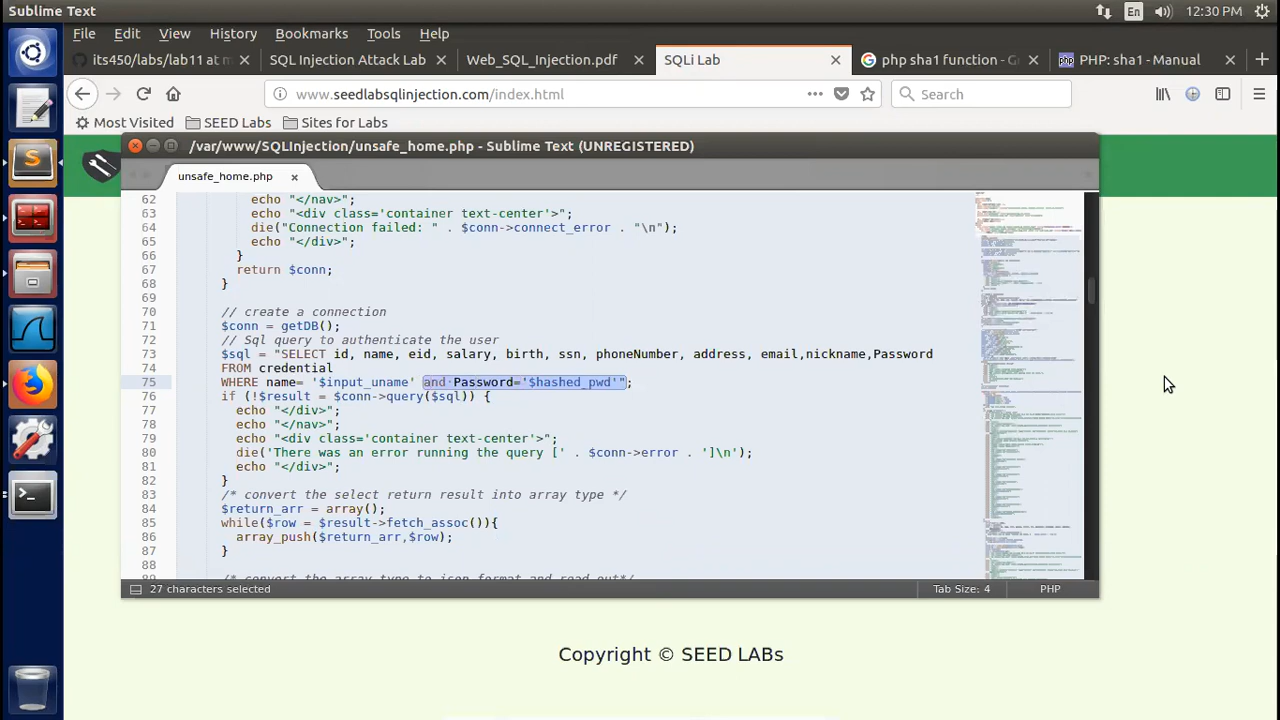 Sublime Text
En
12:30 PM
File Edit View History Bookmarks Tools Help
its450/labs/lab11 at m
SQL Injection Attack Lab
Web_SQL_Injection.pdf
SQLi Lab
php sha1 function - G
PHP: sha1 - Manual
www.seedlabsqlinjection.com/index.html
Search
Most Visited
SEED Labs
Sites for Labs
/var/www/SQLInjection/unsafe_home.php - Sublime Text (UNREGISTERED)
unsafe_home.php
62 echo "</nav>";
63 echo "<div class='container text-center'>";
64 die("Connection failed: " . $conn->connect_error . "\n");
65 echo "</div>";
66 }
67 return $conn;
68 }
69
70 // create a connection
71 $conn = getDB();
72 // Sql query to authenticate the user
73 $sql = "SELECT id, name, eid, salary, birth, ssn, phoneNumber, address, email,nickname,Password
74 FROM credential
75 WHERE name= '$input_uname' and Password='$hashed_pwd'";
76 if (!$result = $conn->query($sql)) {
77 echo "</div>";
78 echo "</nav>";
79 echo "<div class='container text-center'>";
80 die('There was an error running the query [' . $conn->error . ']\n');
81 echo "</div>";
82 }
83 /* convert the select return result into array type */
84 $return_arr = array();
85 while($row = $result->fetch_assoc()){
86 array_push($return_arr,$row);
87 }
88
27 characters selected
Tab Size: 4
PHP
Copyright © SEED LABs